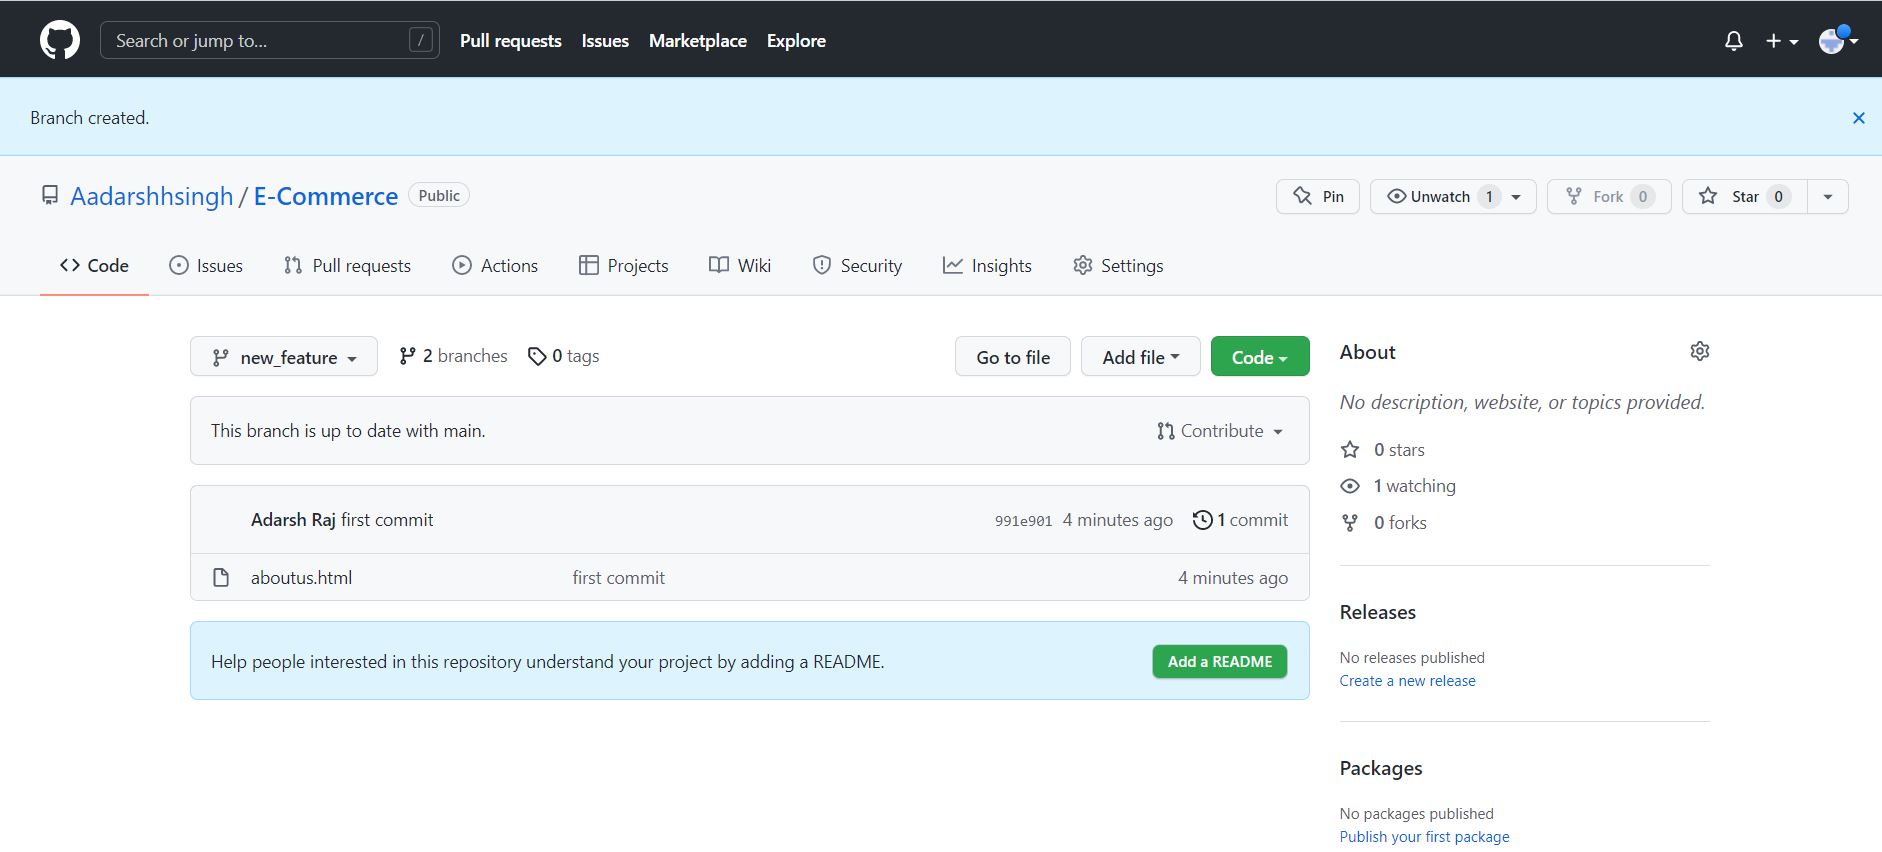 Search or jump to... /
Pull requests Issues Marketplace Explore
Branch created.
Aadarshhsingh / E-Commerce Public
Pin Unwatch 1 Fork 0 Star 0
Code Issues Pull requests Actions Projects Wiki Security Insights Settings
new_feature 2 branches 0 tags
Go to file Add file Code
This branch is up to date with main.
Contribute
Adarsh Raj first commit 991e901 4 minutes ago 1 commit
aboutus.html first commit 4 minutes ago
Help people interested in this repository understand your project by adding a README.
Add a README
About
No description, website, or topics provided.
0 stars
1 watching
0 forks
Releases
No releases published
Create a new release
Packages
No packages published
Publish your first package